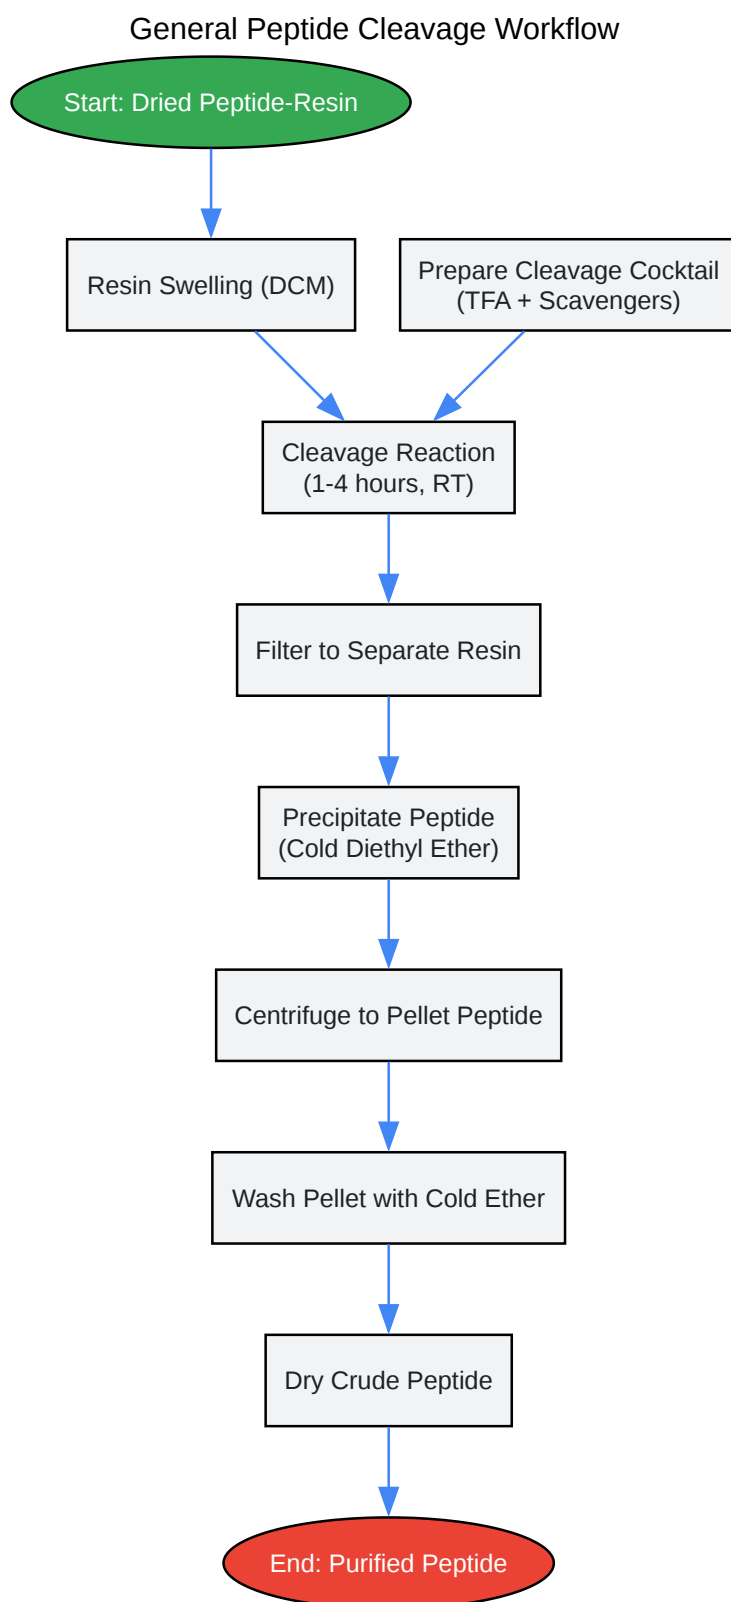 General Peptide Cleavage Workflow
Start: Dried Peptide-Resin
Resin Swelling (DCM)
Prepare Cleavage Cocktail
(TFA + Scavengers)
Cleavage Reaction
(1-4 hours, RT)
Filter to Separate Resin
Precipitate Peptide
(Cold Diethyl Ether)
Centrifuge to Pellet Peptide
Wash Pellet with Cold Ether
Dry Crude Peptide
End: Purified Peptide